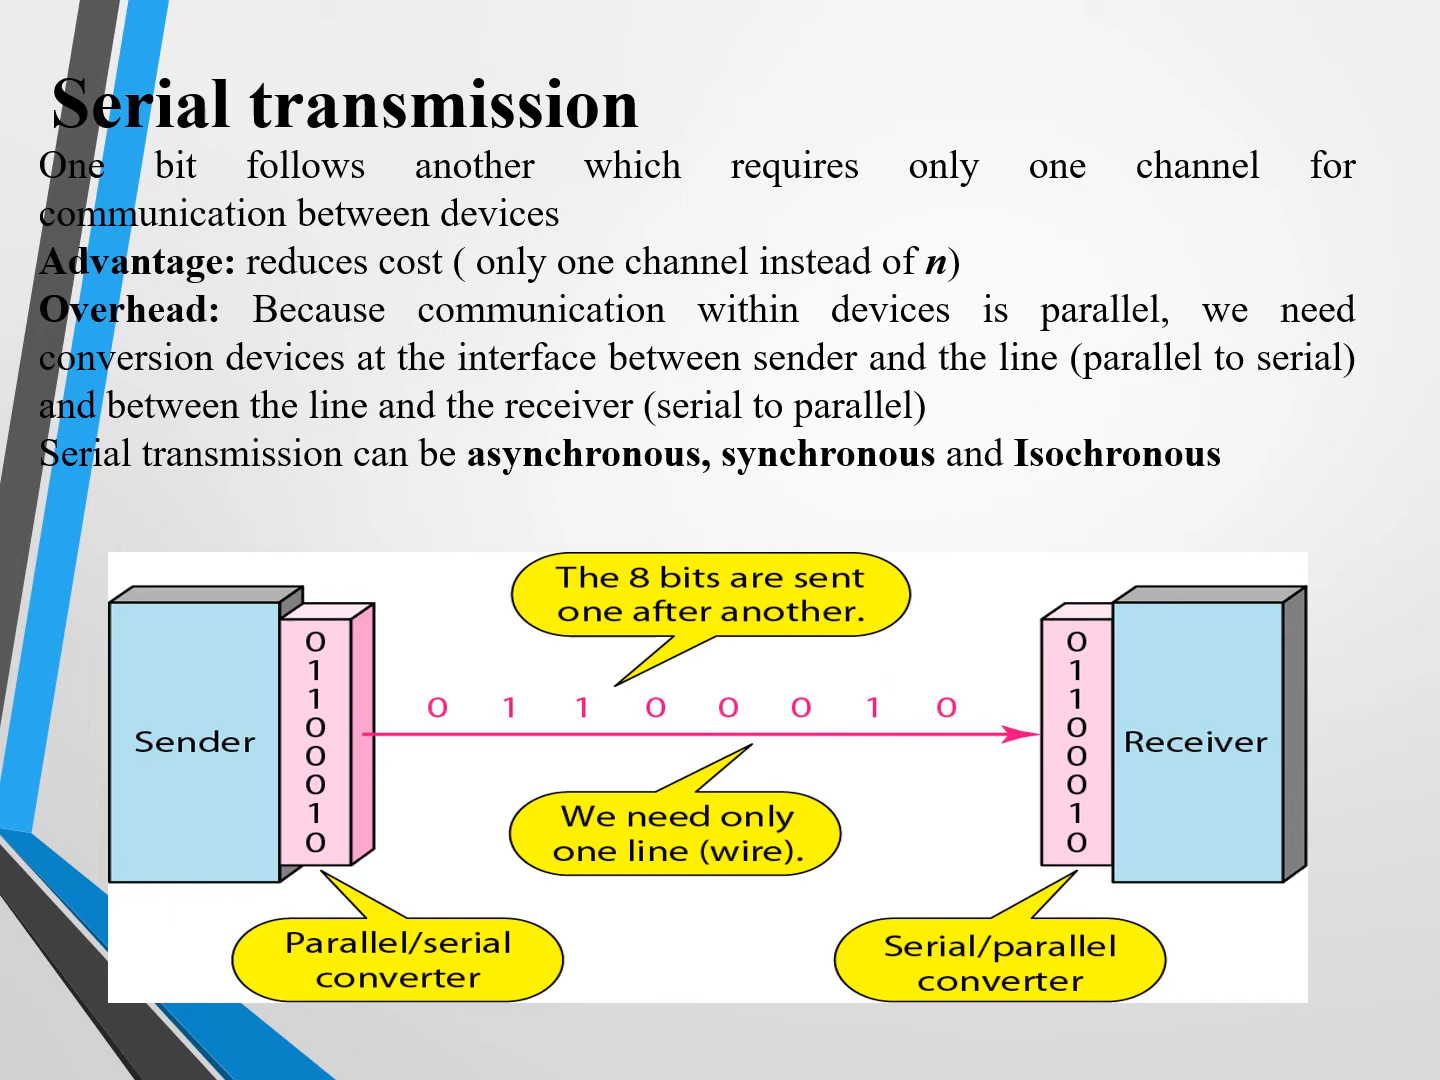 Serial transmission
One bit follows another which requires only one channel for
communication between devices
Advantage: reduces cost ( only one channel instead of n)
Overhead: Because communication within devices is parallel, we need
conversion devices at the interface between sender and the line (parallel to serial)
and between the line and the receiver (serial to parallel)
Serial transmission can be asynchronous, synchronous and Isochronous
The 8 bits are sent
one after another.
Sender
0
1
1
0
0
0
1
0
0 1 1 0 0 0 1 0
We need only
one line (wire).
0
1
1
0
0
0
1
0
Receiver
Parallel/serial
converter
Serial/parallel
converter